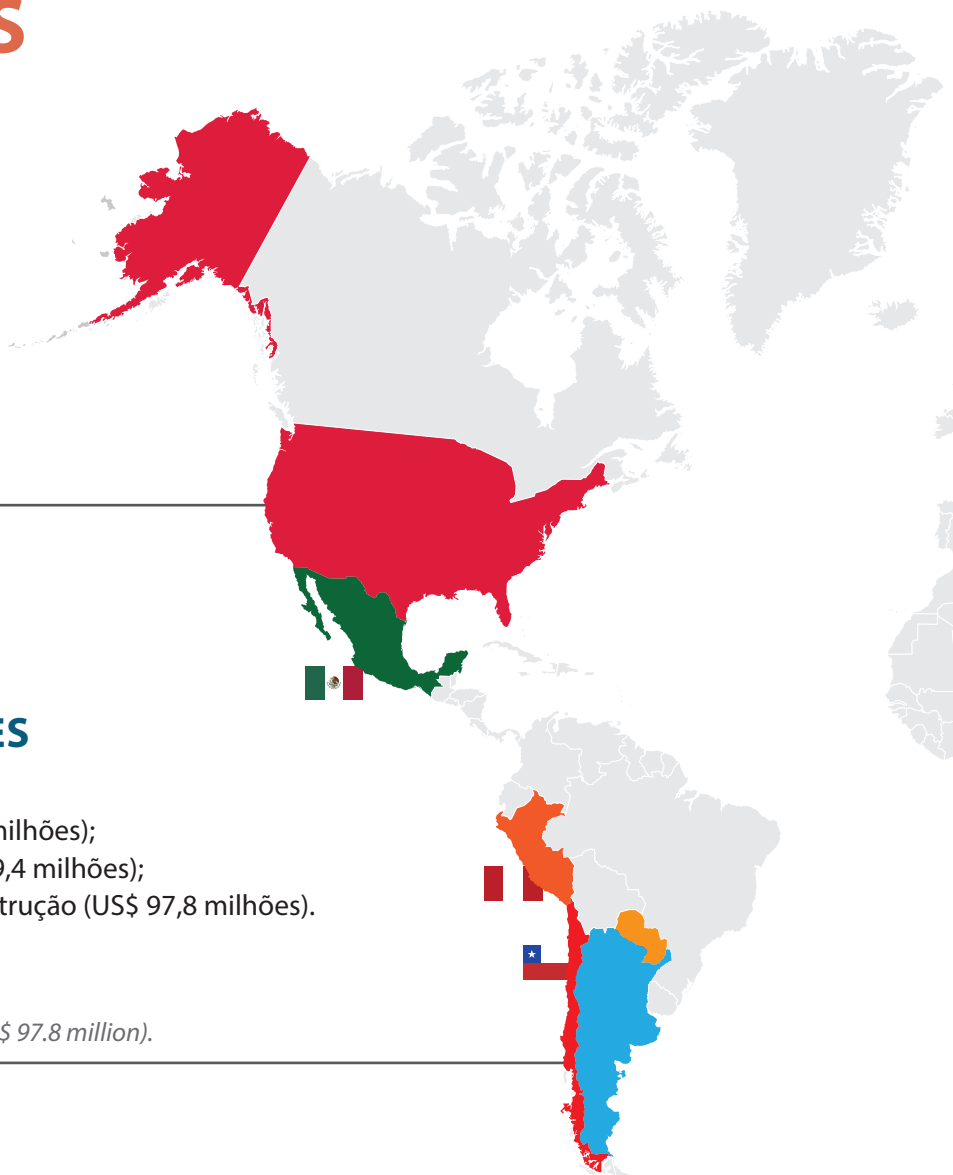 S
ES
milhões);
9,4 milhões);
trução (US$ 97,8 milhões).
$ 97.8 million).